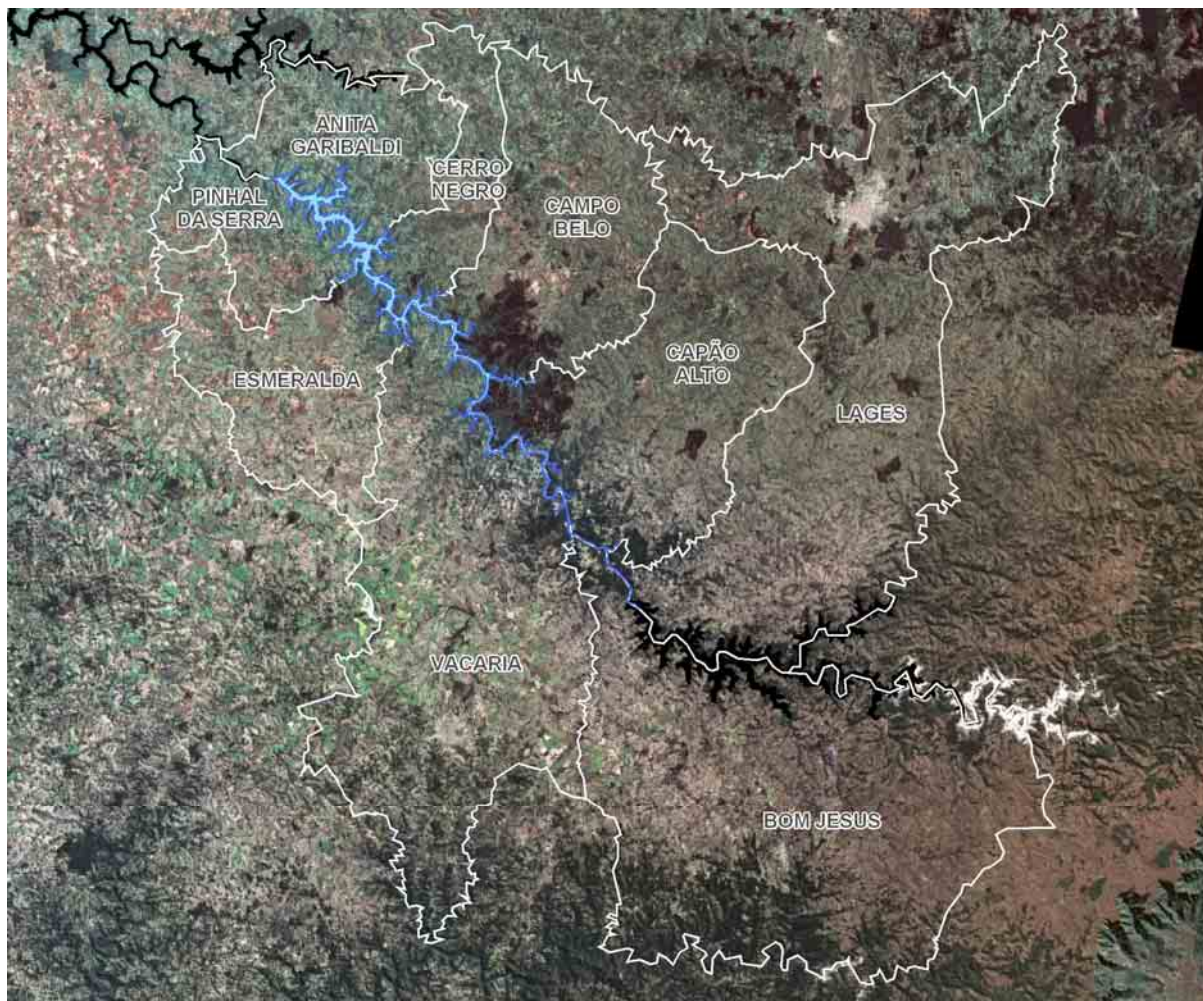 ANITA
GARIBALDI
CERRO
NEGRO
PINHAL
DA SERRA
CAMPO
BELO
CAPÃO
ALTO
ESMERALDA
LAGES
VACARIA
BOM JESUS